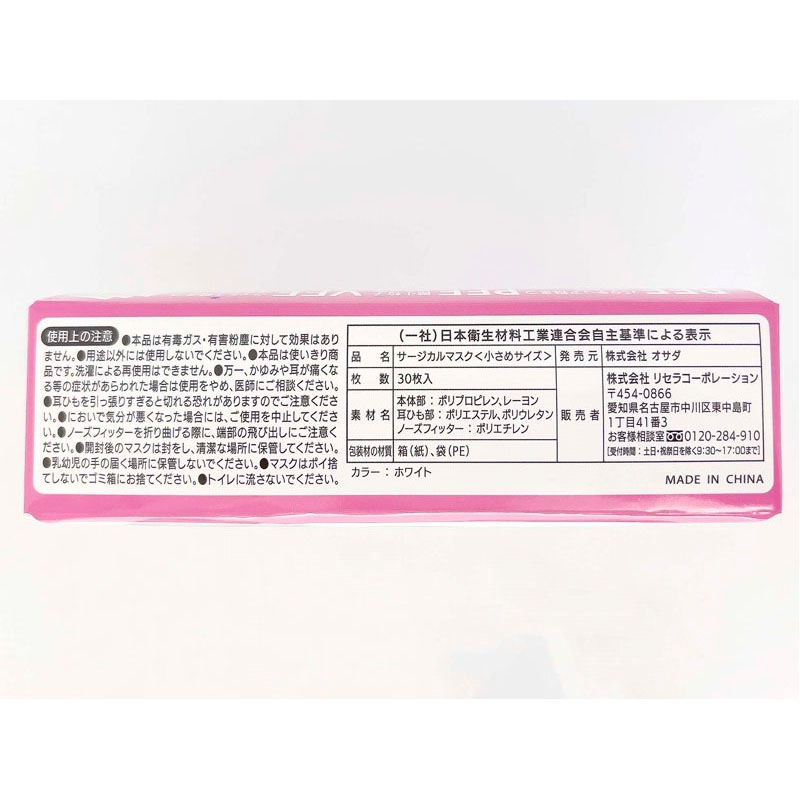 使用上の注意 ●本品は有毒ガス・有害粉塵に対して効果はあり
ません。●用途以外には使用しないでください。●本品は使いきり商
品です。洗濯による再使用はできません。●万一、かゆみや耳が痛くな
る等の症状があらわれた場合は使用をやめ、医師にご相談ください。
●耳ひもを引っ張りすぎると切れる恐れがありますのでご注意くださ
い。●においで気分が悪くなった場合には、ご使用を中止してください。
●ノーズフィッターを折り曲げる際に、端部の飛び出しにご注意くだ
さい。●開封後のマスクは封をし、清潔な場所に保管してください。
●乳幼児の手の届く場所に保管しないでください。●マスクはポイ捨
てしないでゴミ箱にお捨てください。●トイレに流さないでください。
(一社)日本衛生材料工業連合会自主基準による表示
品名 サージカルマスク<小さめサイズ>
枚数 30枚入
素材名 本体部：ポリプロピレン、レーヨン
耳ひも部：ポリエステル、ポリウレタン
ノーズフィッター：ポリエチレン
包装材の材質 箱(紙)、袋(PE)
カラー：ホワイト
発売元 株式会社 オサダ
販売者 株式会社 リセラコーポレーション
〒454-0866
愛知県名古屋市中川区東中島町
1丁目41番3
お客様相談室 0120-284-910
[受付時間：土日・祝祭日を除く9:30~17:00まで]
MADE IN CHINA